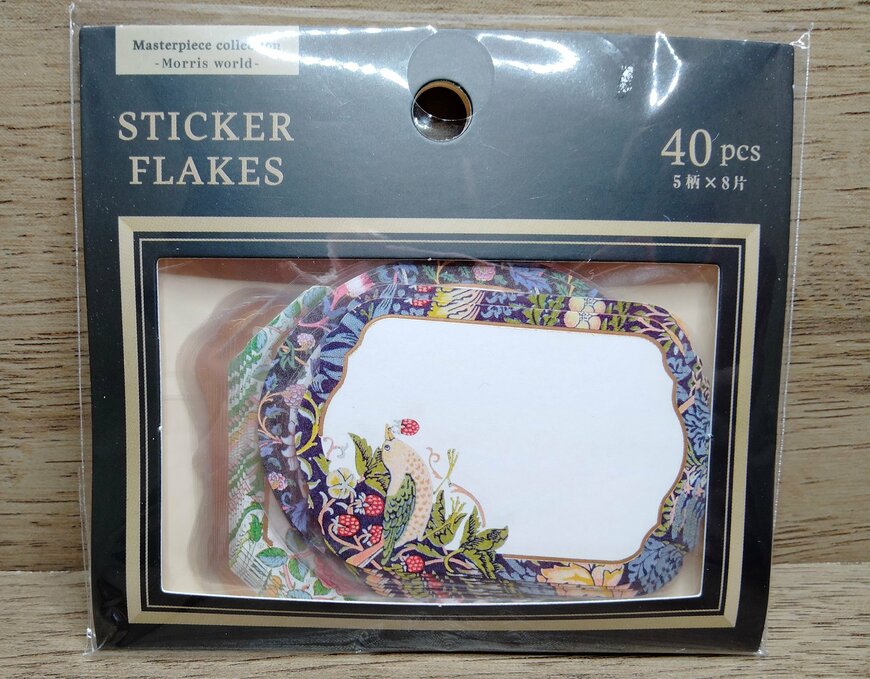 Masterpiece collection
-Morris world-
STICKER
FLAKES
40 pcs
5柄×8片